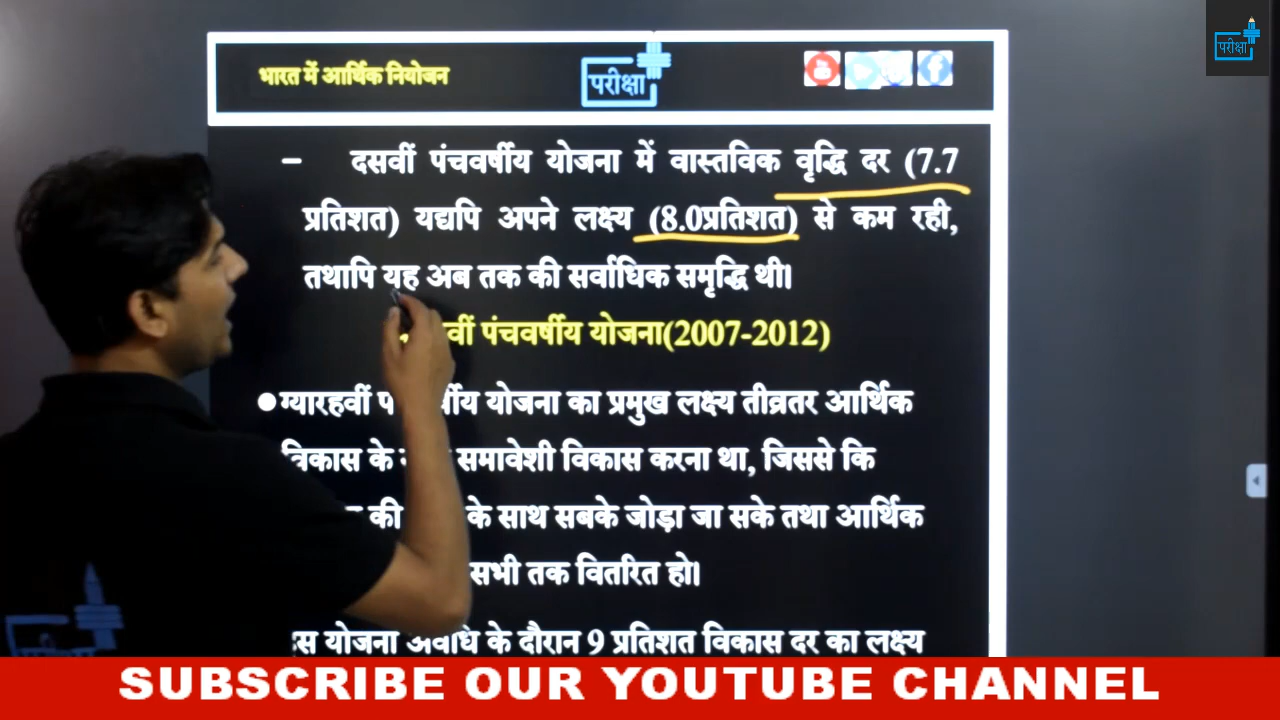 परीक्षा
भारत में आर्थिक नियोजन
परीक्षा
– दसवीं पंचवर्षीय योजना में वास्तविक वृद्धि दर (7.7
प्रतिशत) यद्यपि अपने लक्ष्य (8.0प्रतिशत) से कम रही,
तथापि यह अब तक की सर्वाधिक समृद्धि थी।
पंचवर्षीय योजना(2007-2012)
●ग्यारहवीं योजना का प्रमुख लक्ष्य तीव्रतर आर्थिक
विकास के समावेशी विकास करना था, जिससे कि
की के साथ सबके जोड़ा जा सके तथा आर्थिक
सभी तक वितरित हो।
योजना अवधि के दौरान 9 प्रतिशत विकास दर का लक्ष्य
SUBSCRIBE OUR YOUTUBE CHANNEL